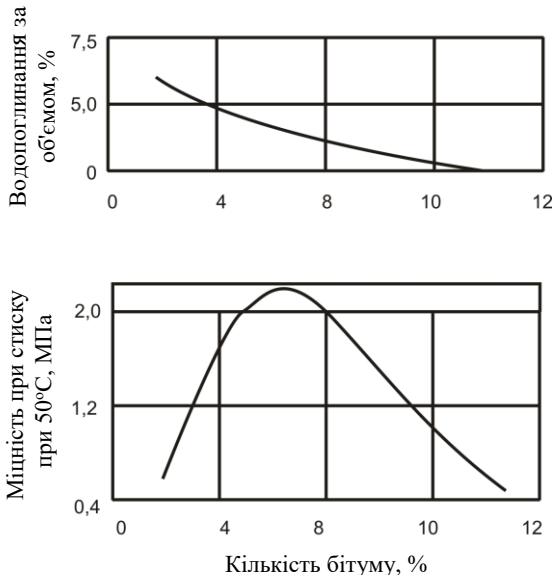 Водопоглинання за
об'ємом, %
7,5
5,0
0
0 4 8 10 12
Міцність при стиску
при 50°С, МПа
2,0
1,2
0,4
0 4 8 10 12
Кількість бітуму, %